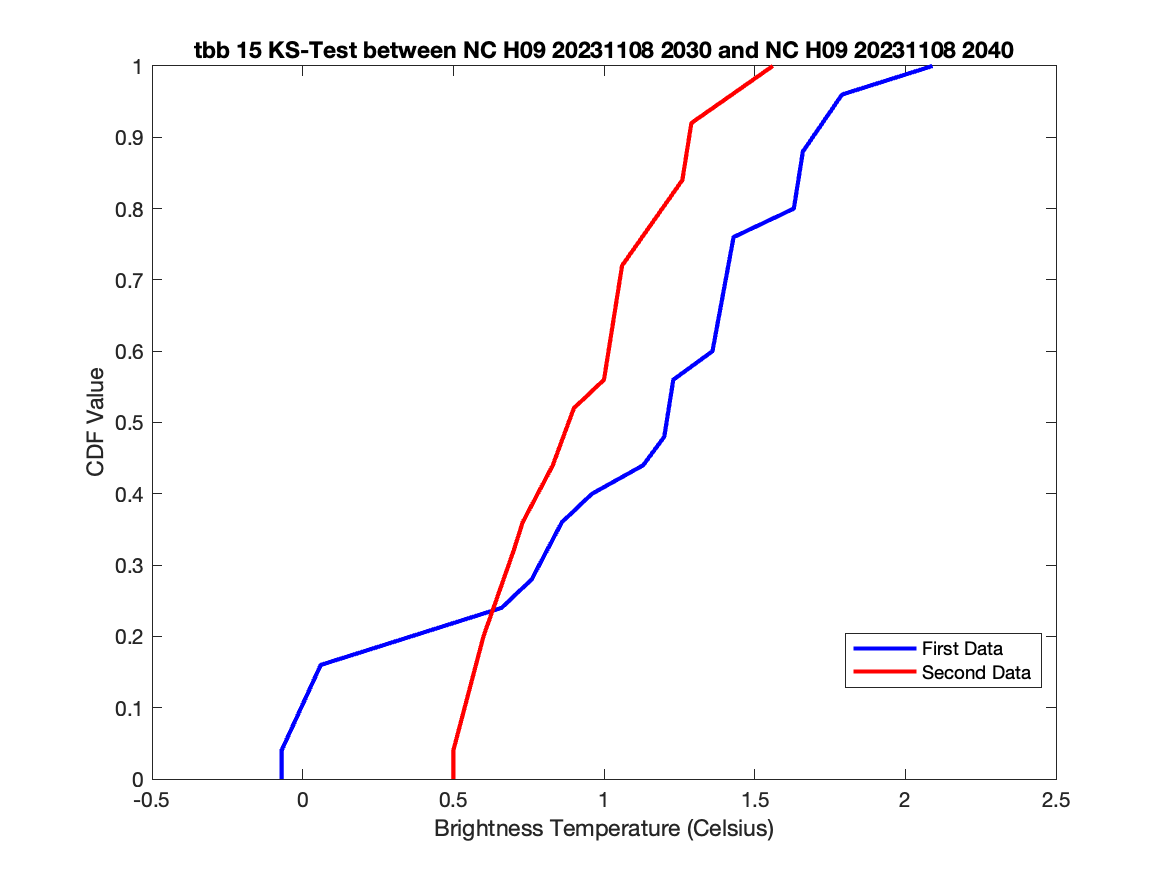 tbb 15 KS-Test between NC H09 20231108 2030 and NC H09 20231108 2040
1
0.9
0.8
0.7
0.6
0.5
0.4
0.3
0.2
0.1
0
CDF Value
First Data
Second Data
-0.5 0 0.5 1 1.5 2 2.5
Brightness Temperature (Celsius)